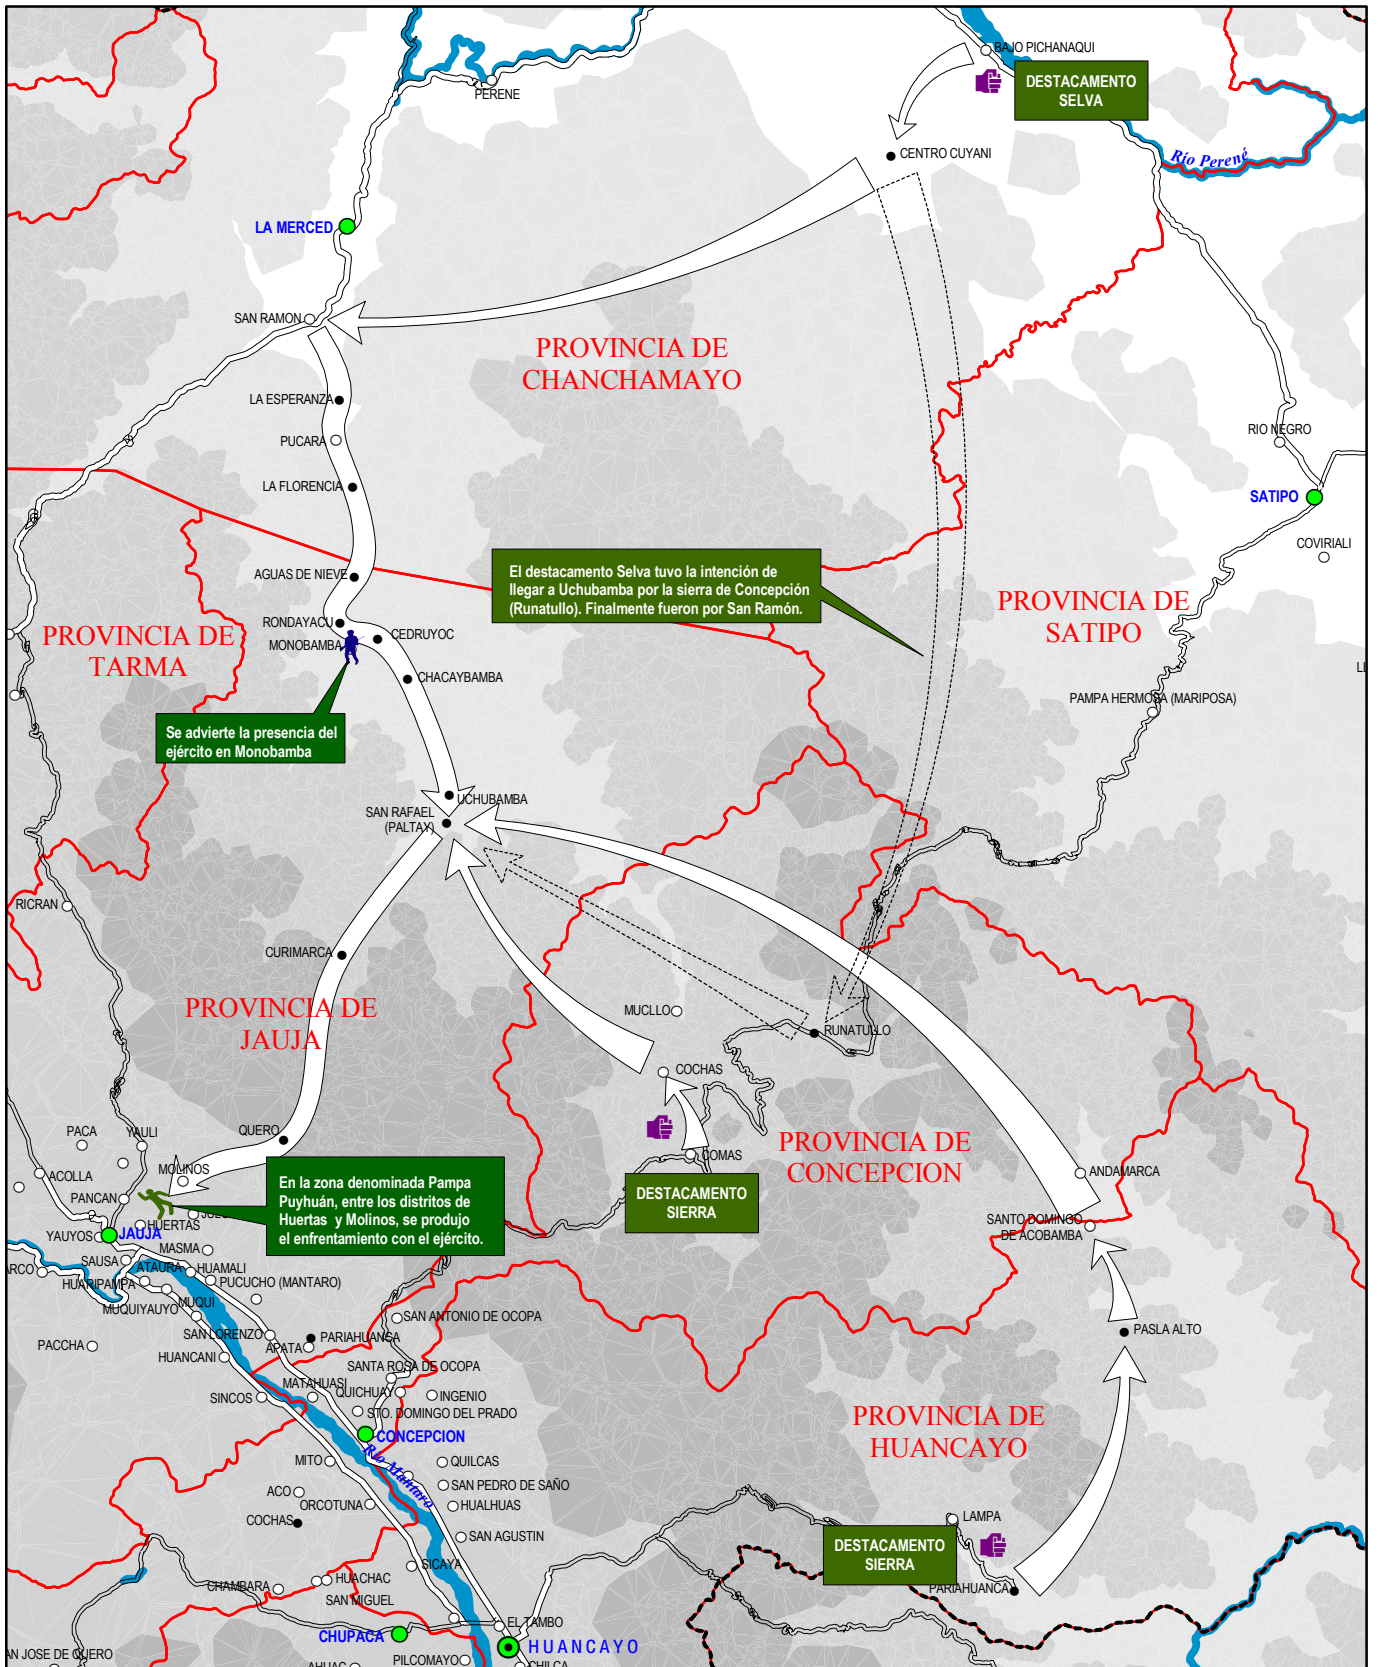 BAJO PICHANAQUI
DESTACAMENTO
SELVA
PERENE
CENTRO CUYANI
Río Perené
LA MERCED
SAN RAMON
PROVINCIA DE
CHANCHAMAYO
LA ESPERANZA
PUCARA
RIO NEGRO
LA FLORENCIA
SATIPO
COVIRIALI
El destacamento Selva tuvo la intención de
llegar a Uchubamba por la sierra de Concepción
(Runatullo). Finalmente fueron por San Ramón.
AGUAS DE NIEVE
PROVINCIA DE
SATIPO
RONDAYACU
PROVINCIA DE
TARMA
MONOBAMBA
CEDRUYOC
CHACAYBAMBA
LL
PAMPA HERMOSA (MARIPOSA)
Se advierte la presencia del
ejército en Monobamba
UCHUBAMBA
SAN RAFAEL
(PALTAY)
RICRAN
CURIMARCA
PROVINCIA DE
JAUJA
MUCLLO
RUNATULLO
COCHAS
PACA
YAULI
QUERO
PROVINCIA DE
CONCEPCION
COMAS
MOLINOS
ACOLLA
ANDAMARCA
PANCAN
En la zona denominada Pampa
Puyhuán, entre los distritos de
Huertas y Molinos, se produjo
el enfrentamiento con el ejército.
DESTACAMENTO
SIERRA
HUERTAS
SANTO DOMINGO
DE ACOBAMBA
YAUYOS
JAUJA
MASMA
SAUSA
ATAURA
HUAMALI
ARCO
HUARIPAMPA
PUCUCHO (MANTARO)
MUQUI
MUQUIYAUYO
SAN ANTONIO DE OCOPA
PASLA ALTO
SAN LORENZO
PARIAHUANCA
PACCHA
APATA
HUANCANI
SANTA ROSA DE OCOPA
MATAHUASI
QUICHUAY
INGENIO
SINCOS
STO. DOMINGO DEL PRADO
PROVINCIA DE
HUANCAYO
CONCEPCION
MITO
Río Mantaro
QUILCAS
SAN PEDRO DE SAÑO
ACO
ORCOTUNA
HUALHUAS
COCHAS
LAMPA
SAN AGUSTIN
DESTACAMENTO
SIERRA
SICAYA
HUACHAC
CHAMBARA
PARIAHUANCA
SAN MIGUEL
EL TAMBO
CHUPACA
HUANCAYO
AN JOSE DE QUERO
PILCOMAYO
AHUAC
CHILCA